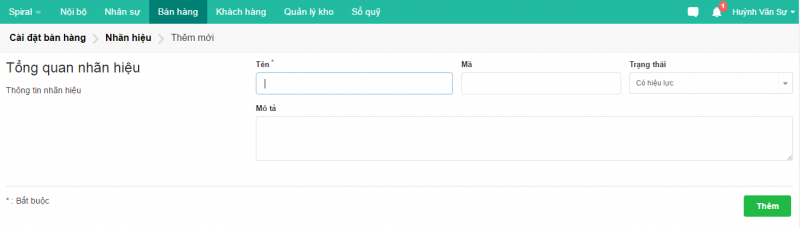 Spiral Nội bộ Nhân sự Bán hàng Khách hàng Quản lý kho Sổ quỹ 1 Huỳnh Văn Sự
Cài đặt bán hàng Nhãn hiệu Thêm mới
Tổng quan nhãn hiệu
Thông tin nhãn hiệu
Tên * Mã Trạng thái
Có hiệu lực
Mô tả
* : Bắt buộc
Thêm